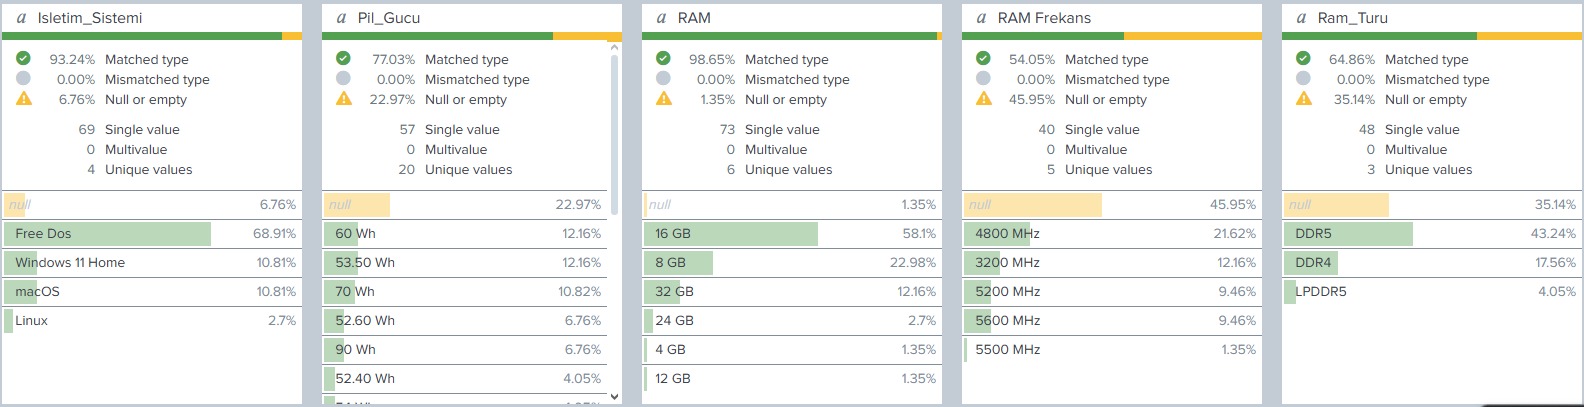 a Isletim_Sistemi
93.24% Matched type
0.00% Mismatched type
6.76% Null or empty
69 Single value
0 Multivalue
4 Unique values
null 6.76%
Free Dos 68.91%
Windows 11 Home 10.81%
macOS 10.81%
Linux 2.7%
a Pil_Gucu
77.03% Matched type
0.00% Mismatched type
22.97% Null or empty
57 Single value
0 Multivalue
20 Unique values
null 22.97%
60 Wh 12.16%
53.50 Wh 12.16%
70 Wh 10.82%
52.60 Wh 6.76%
90 Wh 6.76%
52.40 Wh 4.05%
a RAM
98.65% Matched type
0.00% Mismatched type
1.35% Null or empty
73 Single value
0 Multivalue
6 Unique values
null 1.35%
16 GB 58.1%
8 GB 22.98%
32 GB 12.16%
24 GB 2.7%
4 GB 1.35%
12 GB 1.35%
a RAM Frekans
54.05% Matched type
0.00% Mismatched type
45.95% Null or empty
40 Single value
0 Multivalue
5 Unique values
null 45.95%
4800 MHz 21.62%
3200 MHz 12.16%
5200 MHz 9.46%
5600 MHz 9.46%
5500 MHz 1.35%
a Ram_Turu
64.86% Matched type
0.00% Mismatched type
35.14% Null or empty
48 Single value
0 Multivalue
3 Unique values
null 35.14%
DDR5 43.24%
DDR4 17.56%
LPDDR5 4.05%